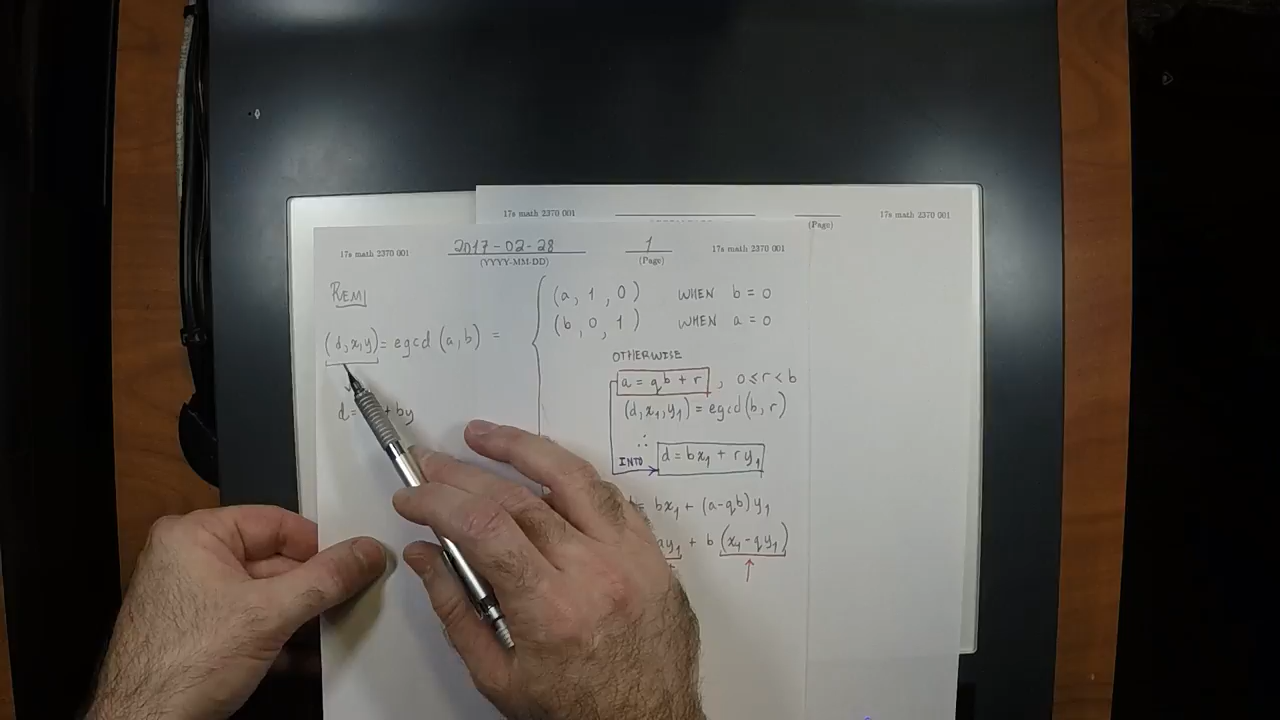 17s math 2370 001
(Page)
17s math 2370 001
17s math 2370 001
2017-02-28
(YYYY-MM-DD)
1
(Page)
17s math 2370 001
REM
(d,x,y) = egcd (a,b) =
d= + by
(a, 1, 0) WHEN b = 0
(b, 0, 1) WHEN a = 0
OTHERWISE
a = qb + r , 0 ≤ r < b
(d,x₁,y₁) = egcd(b,r)
∴
INTO d = bx₁ + ry₁
= bx₁ + (a-qb)y₁
ay₁ + b (x₁ - qy₁)